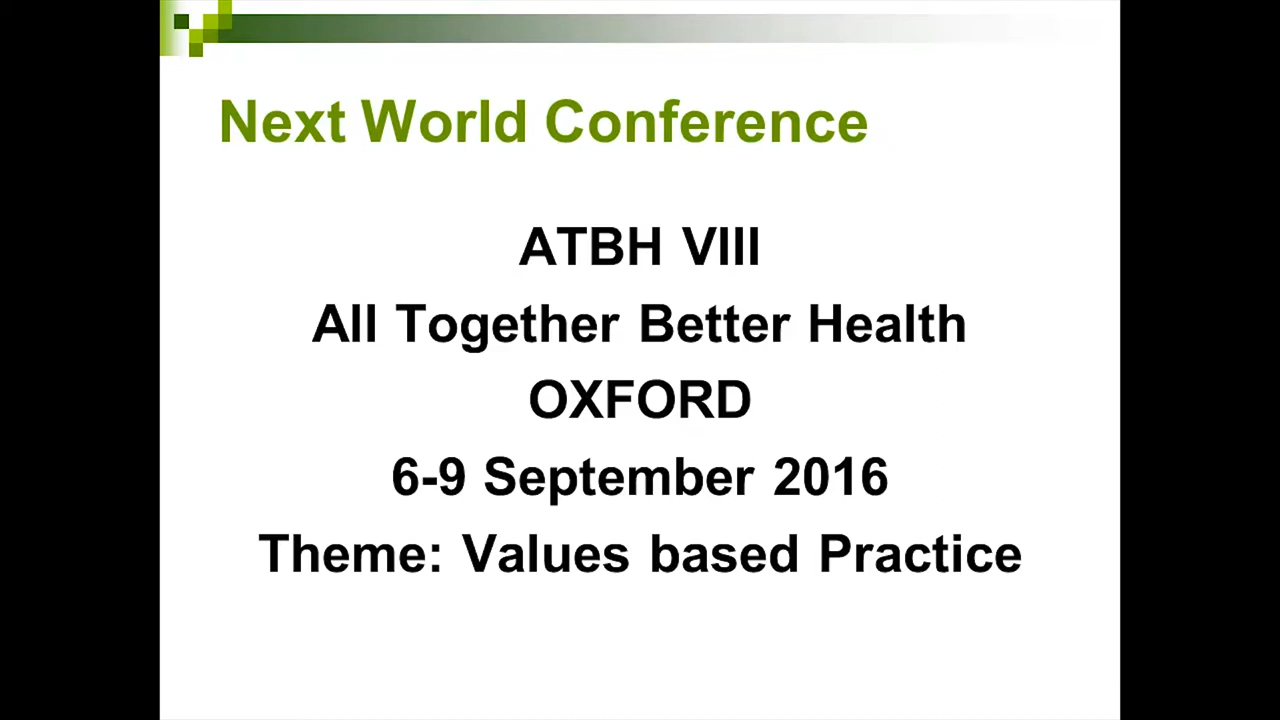 Next World Conference
ATBH VIII
All Together Better Health
OXFORD
6-9 September 2016
Theme: Values based Practice